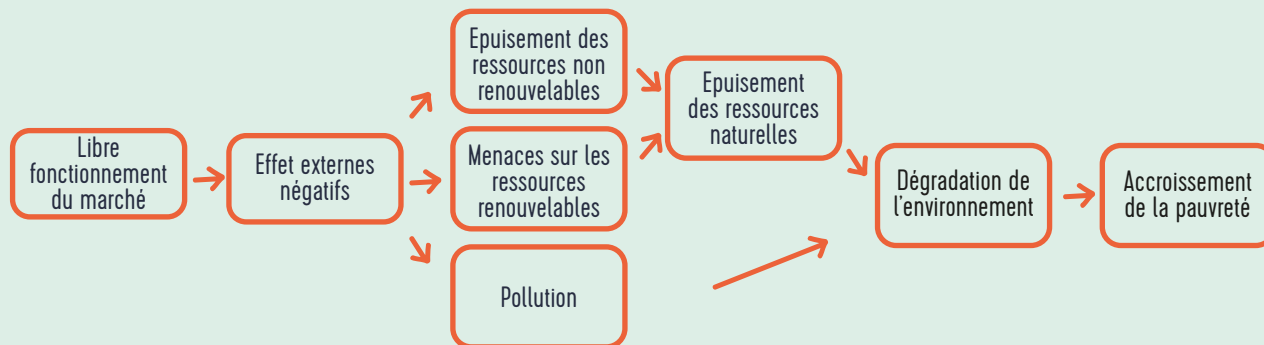 Libre
fonctionnement
du marché
Effet externes
négatifs
Epuisement des
ressources non
renouvelables
Menaces sur les
ressources
renouvelables
Pollution
Epuisement
des ressources
naturelles
Dégradation de
l'environnement
Accroissement
de la pauvreté